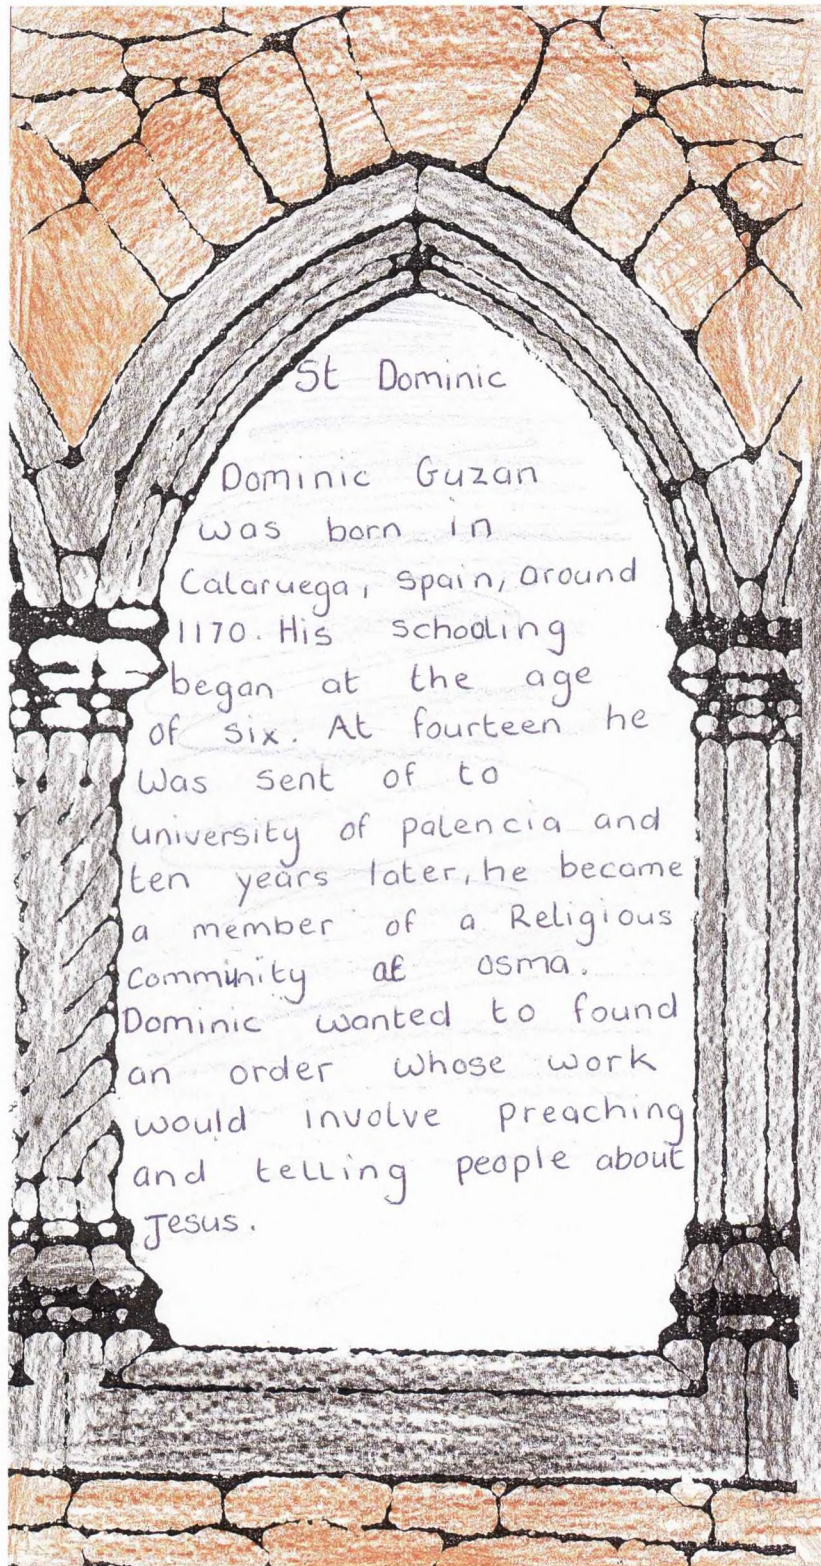 St Dominic
Dominic Guzan
was born in
Calaruega, Spain, around
1170. His schooling
began at the age
of six. At fourteen he
was sent of to
university of palencia and
ten years later, he became
a member of a Religious
Community at osma.
Dominic wanted to found
an order whose work
would involve preaching
and telling people about
Jesus.